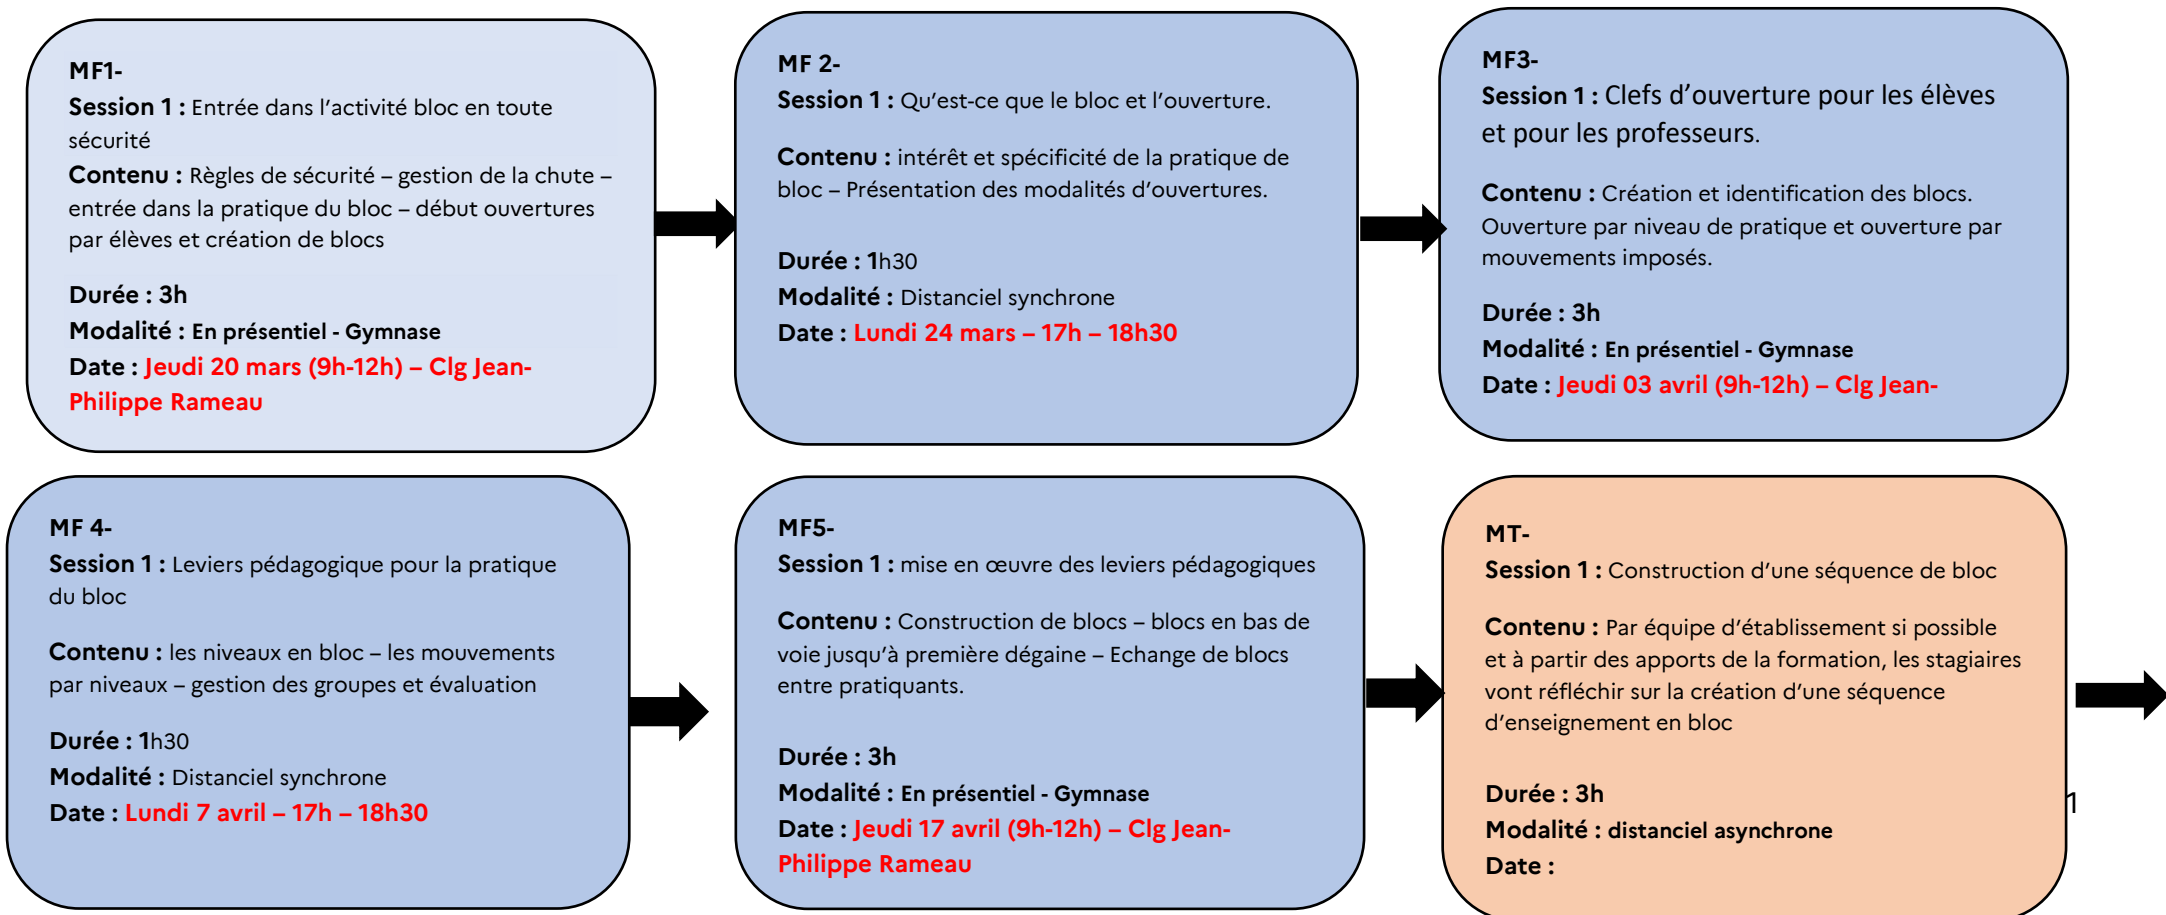 MF1-
Session 1 : Entrée dans l’activité bloc en toute
sécurité
Contenu : Règles de sécurité – gestion de la chute –
entrée dans la pratique du bloc – début ouvertures
par élèves et création de blocs
Durée : 3h
Modalité : En présentiel - Gymnase
Date : Jeudi 20 mars (9h-12h) – Clg Jean-
Philippe Rameau
MF 2-
Session 1 : Qu’est-ce que le bloc et l’ouverture.
Contenu : intérêt et spécificité de la pratique de
bloc – Présentation des modalités d’ouvertures.
Durée : 1h30
Modalité : Distanciel synchrone
Date : Lundi 24 mars – 17h – 18h30
MF3-
Session 1 : Clefs d’ouverture pour les élèves
et pour les professeurs.
Contenu : Création et identification des blocs.
Ouverture par niveau de pratique et ouverture par
mouvements imposés.
Durée : 3h
Modalité : En présentiel - Gymnase
Date : Jeudi 03 avril (9h-12h) – Clg Jean-
MF 4-
Session 1 : Leviers pédagogique pour la pratique
du bloc
Contenu : les niveaux en bloc – les mouvements
par niveaux – gestion des groupes et évaluation
Durée : 1h30
Modalité : Distanciel synchrone
Date : Lundi 7 avril – 17h – 18h30
MF5-
Session 1 : mise en œuvre des leviers pédagogiques
Contenu : Construction de blocs – blocs en bas de
voie jusqu’à première dégaine – Echange de blocs
entre pratiquants.
Durée : 3h
Modalité : En présentiel - Gymnase
Date : Jeudi 17 avril (9h-12h) – Clg Jean-
Philippe Rameau
MT-
Session 1 : Construction d’une séquence de bloc
Contenu : Par équipe d’établissement si possible
et à partir des apports de la formation, les stagiaires
vont réfléchir sur la création d’une séquence
d’enseignement en bloc
Durée : 3h
Modalité : distanciel asynchrone
Date :
1